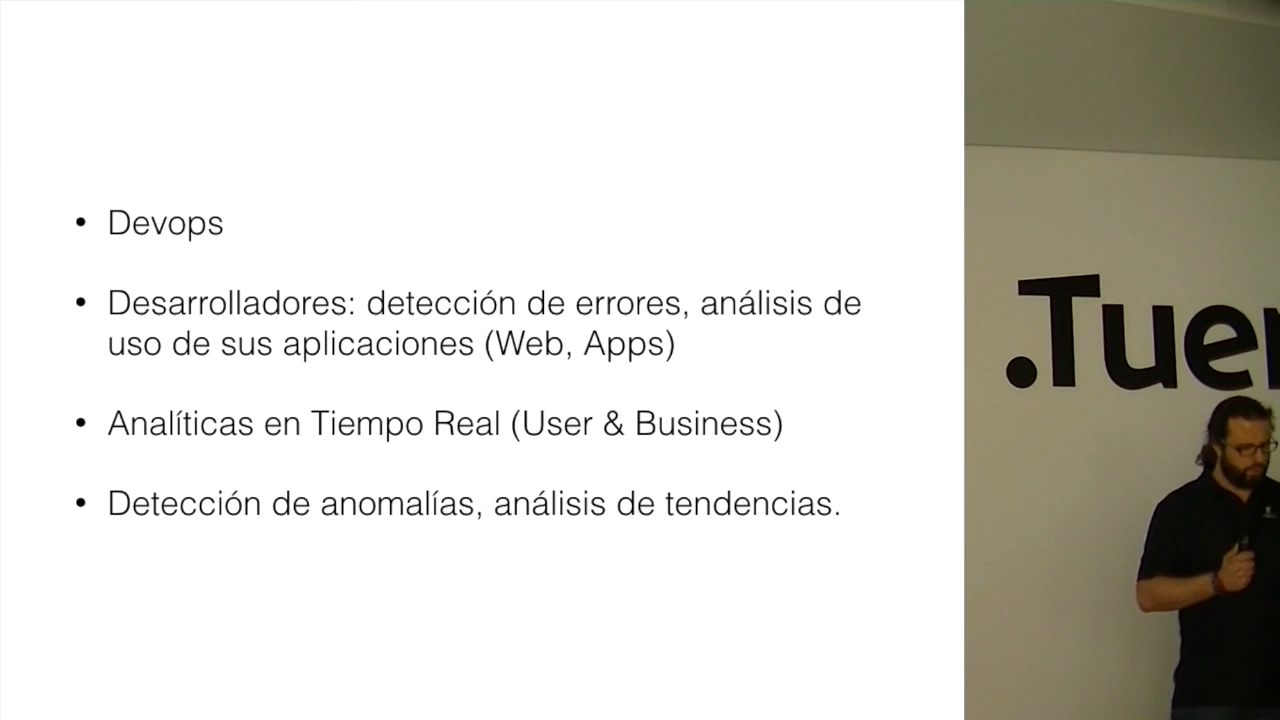 • Devops
• Desarrolladores: detección de errores, análisis de
uso de sus aplicaciones (Web, Apps)
• Analíticas en Tiempo Real (User & Business)
• Detección de anomalías, análisis de tendencias.